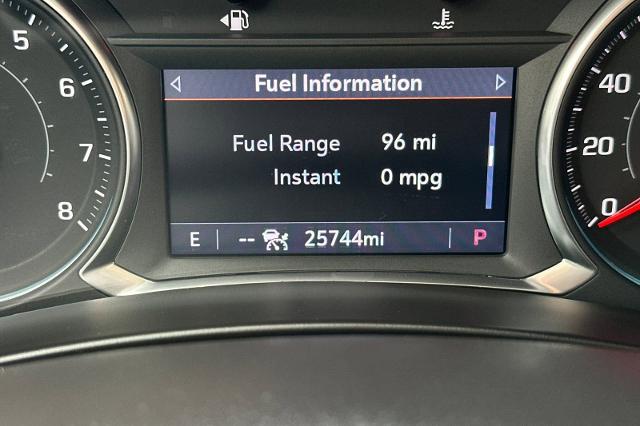 Fuel Information
Fuel Range 96 mi
Instant 0 mpg
E -- 25744mi P
5
6
7
8
40
20
0